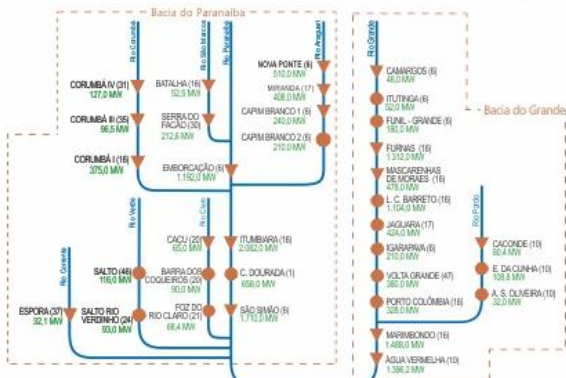 Bacia do Paranaíba
Rio Corumbá
Rio São Marcos
Rio Paranaíba
Rio Araguari
NOVA PONTE (6)
510,0 MW
MIRANDA (17)
408,0 MW
CAPIM BRANCO 1 (6)
240,0 MW
CAPIM BRANCO 2 (6)
210,0 MW
CORUMBÁ IV (31)
127,0 MW
CORUMBÁ III (35)
96,5 MW
CORUMBÁ I (16)
375,0 MW
BATALHA (16)
52,5 MW
SERRA DO
FACÃO (30)
212,6 MW
EMBORCAÇÃO (6)
1.192,0 MW
Rio Verde
Rio Claro
Rio Corrente
CAÇU (20)
65,0 MW
BARRA DOS
COQUEIROS (20)
90,0 MW
FOZ DO
RIO CLARO (21)
68,4 MW
ITUMBIARA (16)
2.082,0 MW
C. DOURADA (1)
658,0 MW
SÃO SIMÃO (6)
1.710,0 MW
SALTO (46)
116,0 MW
SALTO RIO
VERDINHO (24)
93,0 MW
ESPORA (37)
32,1 MW
Rio Grande
Bacia do Grande
CAMARGOS (6)
46,0 MW
ITUTINGA (6)
52,0 MW
FUNIL - GRANDE (6)
180,0 MW
FURNAS (16)
1.312,0 MW
MASCARENHAS
DE MORAES (16)
478,0 MW
L. C. BARRETO (16)
1.104,0 MW
JAGUARA (17)
424,0 MW
IGARAPAVA (6)
210,0 MW
VOLTA GRANDE (47)
380,0 MW
PORTO COLÔMBIA (16)
328,0 MW
MARIMBONDO (16)
1.488,0 MW
ÁGUA VERMELHA (10)
1.396,2 MW
Rio Pardo
CACONDE (10)
80,4 MW
E. DA CUNHA (10)
108,8 MW
A. S. OLIVEIRA (10)
32,0 MW